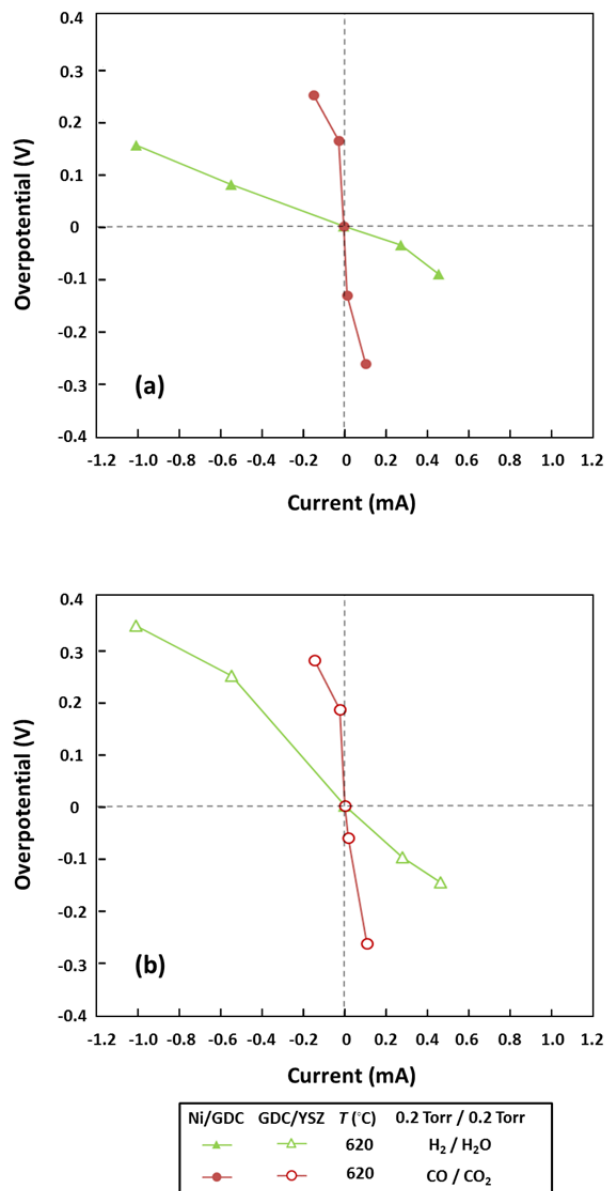 0.4
0.3
0.2
Overpotential (V)
0.1
0
-0.1
-0.2
-0.3
(a)
-0.4
-1.2 -1.0 -0.8 -0.6 -0.4 -0.2 0 0.2 0.4 0.6 0.8 1.0 1.2
Current (mA)
0.4
0.3
0.2
Overpotential (V)
0.1
0
-0.1
-0.2
-0.3
(b)
-0.4
-1.2 -1.0 -0.8 -0.6 -0.4 -0.2 0 0.2 0.4 0.6 0.8 1.0 1.2
Current (mA)
Ni/GDC GDC/YSZ T (°C) 0.2 Torr / 0.2 Torr
620 H₂ / H₂O
620 CO / CO₂